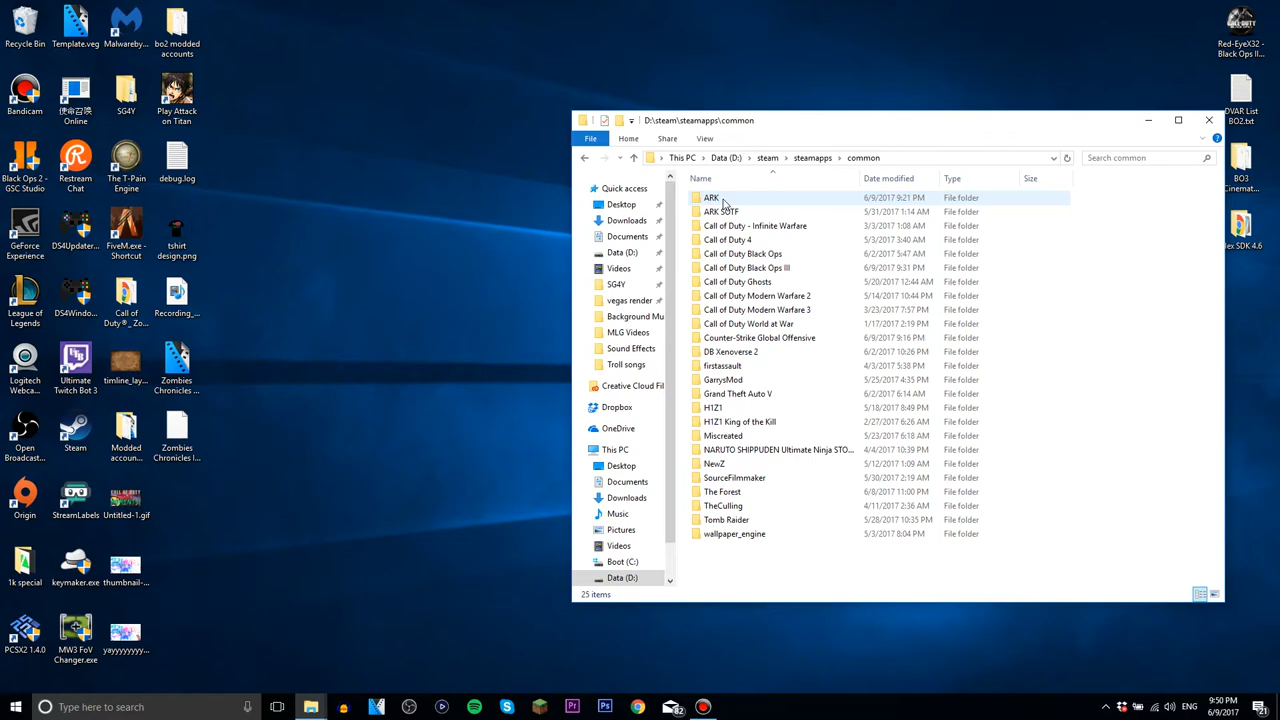 Recycle Bin
Template.veg
Malwareby...
bo2 modded
accounts
Bandicam
使命召唤
Online
SG4Y
Play Attack
on Titan
Black Ops 2 -
GSC Studio
Restream
Chat
The T-Pain
Engine
debug.log
GeForce
Experience
DS4Updater...
FiveM.exe -
Shortcut
tshirt
design.png
League of
Legends
DS4Window...
Call of
Duty®_ Zo...
Recording_...
Logitech
Webca...
Ultimate
Twitch Bot 3
timline_lay...
Zombies
Chronicles ...
Open
Broadcast...
Steam
Modded
accoun...
Zombies
Chronicles I...
Origin
StreamLabels
Untitled-1.gif
1k special
keymaker.exe
thumbnail-...
PCSX2 1.4.0
MW3 FoV
Changer.exe
yayyyyyyy...
Red-EyeX32 -
Black Ops II...
DVAR List
BO2.txt
BO3
Cinemat...
lex SDK 4.6
D:\steam\steamapps\common
File
Home
Share
View
This PC
Data (D:)
steam
steamapps
common
Search common
Name
Date modified
Type
Size
Quick access
Desktop
Downloads
Documents
Data (D:)
Videos
SG4Y
vegas render
Background Mu
MLG Videos
Sound Effects
Troll songs
Creative Cloud Fil
Dropbox
OneDrive
This PC
Desktop
Documents
Downloads
Music
Pictures
Videos
Boot (C:)
Data (D:)
ARK 6/9/2017 9:21 PM File folder
ARK SOTF 5/31/2017 1:14 AM File folder
Call of Duty - Infinite Warfare 3/3/2017 1:08 AM File folder
Call of Duty 4 5/3/2017 3:40 AM File folder
Call of Duty Black Ops 6/2/2017 5:47 AM File folder
Call of Duty Black Ops III 6/9/2017 9:31 PM File folder
Call of Duty Ghosts 5/20/2017 12:44 AM File folder
Call of Duty Modern Warfare 2 5/14/2017 10:44 PM File folder
Call of Duty Modern Warfare 3 3/23/2017 7:57 PM File folder
Call of Duty World at War 1/17/2017 2:19 PM File folder
Counter-Strike Global Offensive 6/9/2017 9:16 PM File folder
DB Xenoverse 2 6/2/2017 10:26 PM File folder
firstassault 4/3/2017 5:38 PM File folder
GarrysMod 5/25/2017 4:35 PM File folder
Grand Theft Auto V 6/2/2017 6:14 AM File folder
H1Z1 5/18/2017 8:49 PM File folder
H1Z1 King of the Kill 2/27/2017 6:26 AM File folder
Miscreated 5/23/2017 6:18 AM File folder
NARUTO SHIPPUDEN Ultimate Ninja STO... 4/4/2017 10:39 PM File folder
NewZ 5/12/2017 1:09 AM File folder
SourceFilmmaker 5/30/2017 2:19 AM File folder
The Forest 6/8/2017 11:00 PM File folder
TheCulling 4/11/2017 2:36 AM File folder
Tomb Raider 5/28/2017 10:35 PM File folder
wallpaper_engine 5/3/2017 8:04 PM File folder
25 items
Type here to search
82
9:50 PM
6/9/2017
21